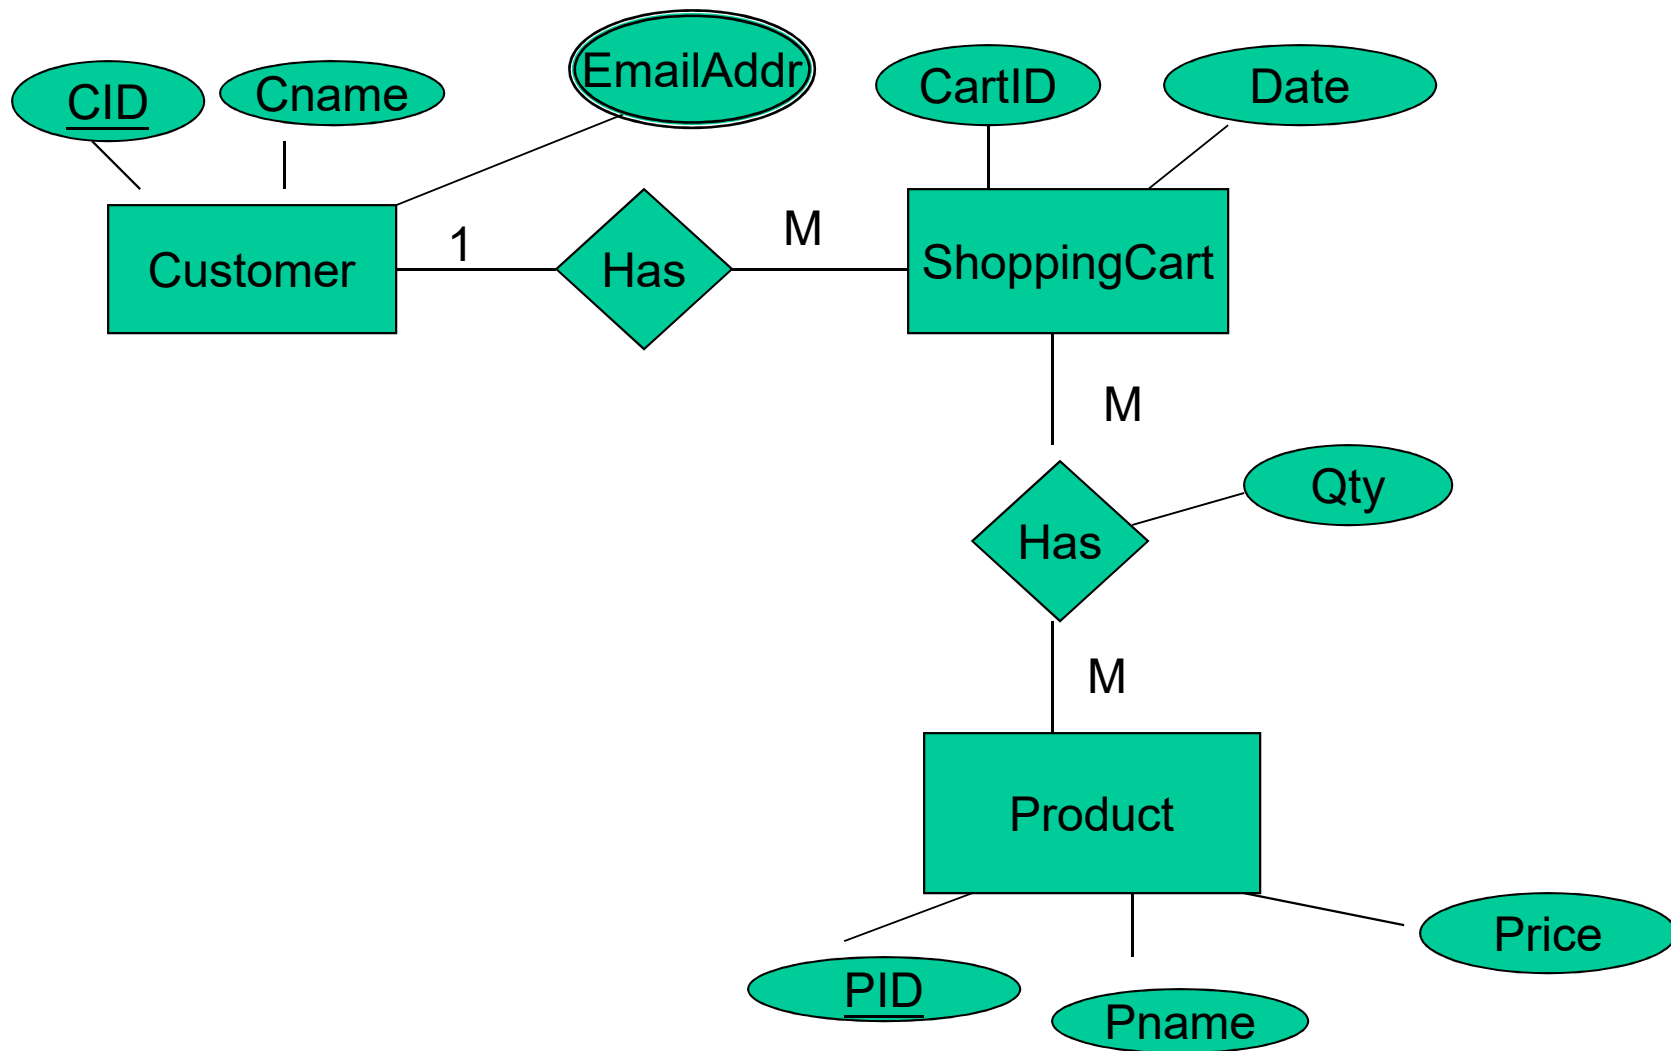 EmailAddr
CID
Cname
CartID
Date
Customer
1
Has
M
ShoppingCart
M
Has
Qty
M
Product
PID
Pname
Price